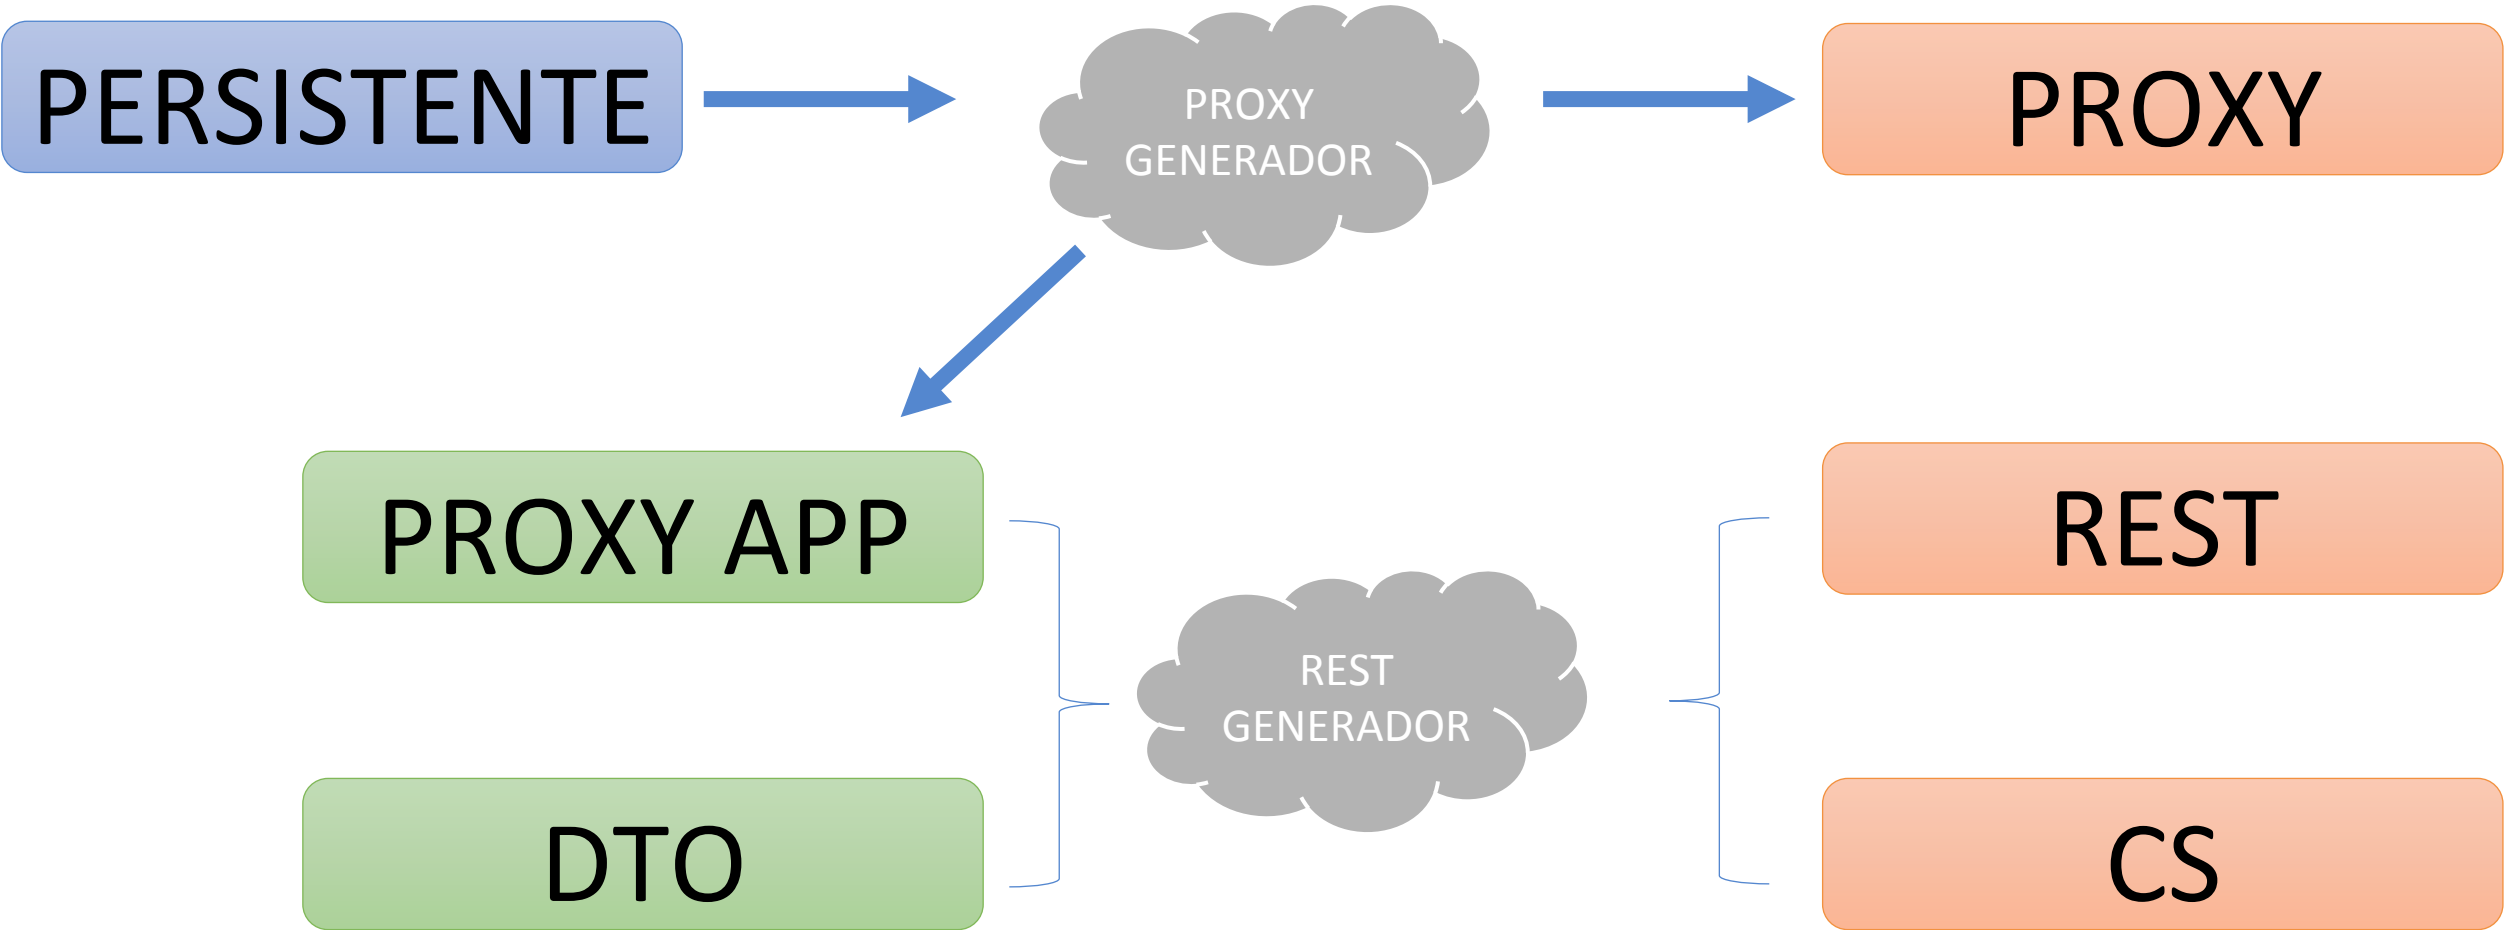 PERSISTENTE
PROXY
GENERADOR
PROXY
PROXY APP
REST
REST
GENERADOR
DTO
CS